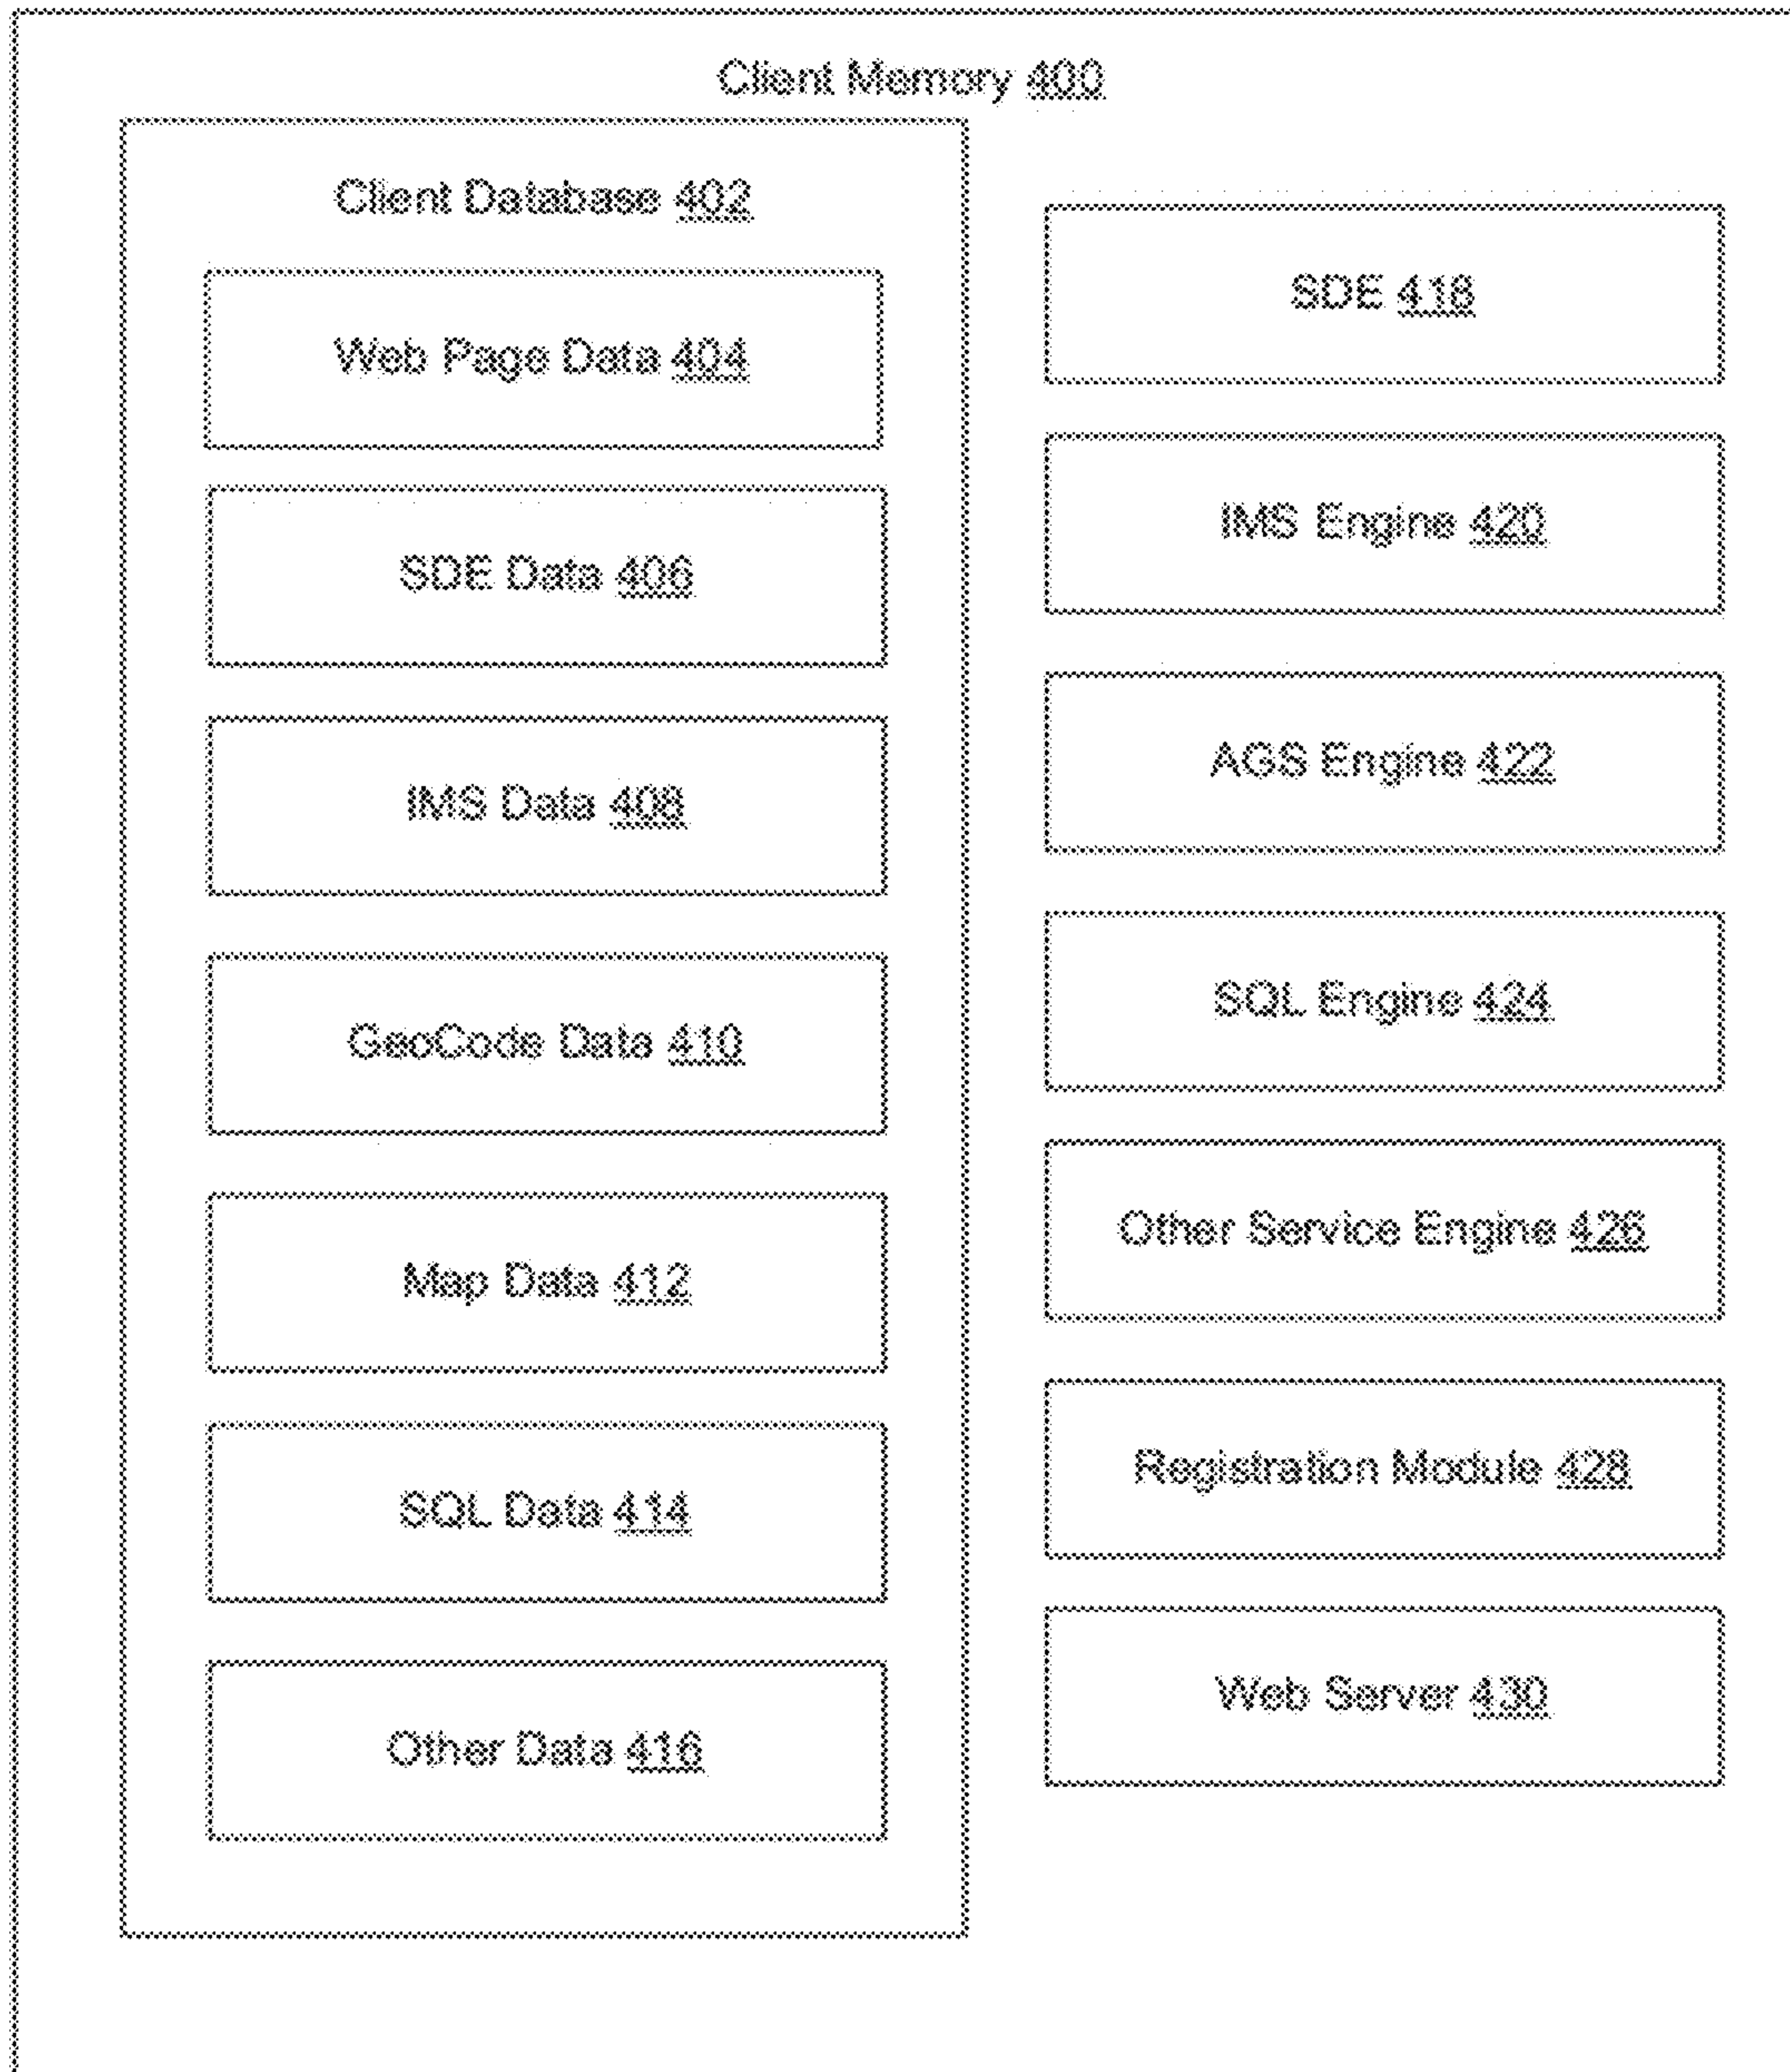 Client Memory 400
Client Database 402
Web Page Data 404
SDE Data 406
IMS Data 408
GeoCode Data 410
Map Data 412
SQL Data 414
Other Data 416
SDE 418
IMS Engine 420
AGS Engine 422
SQL Engine 424
Other Service Engine 426
Registration Module 428
Web Server 430